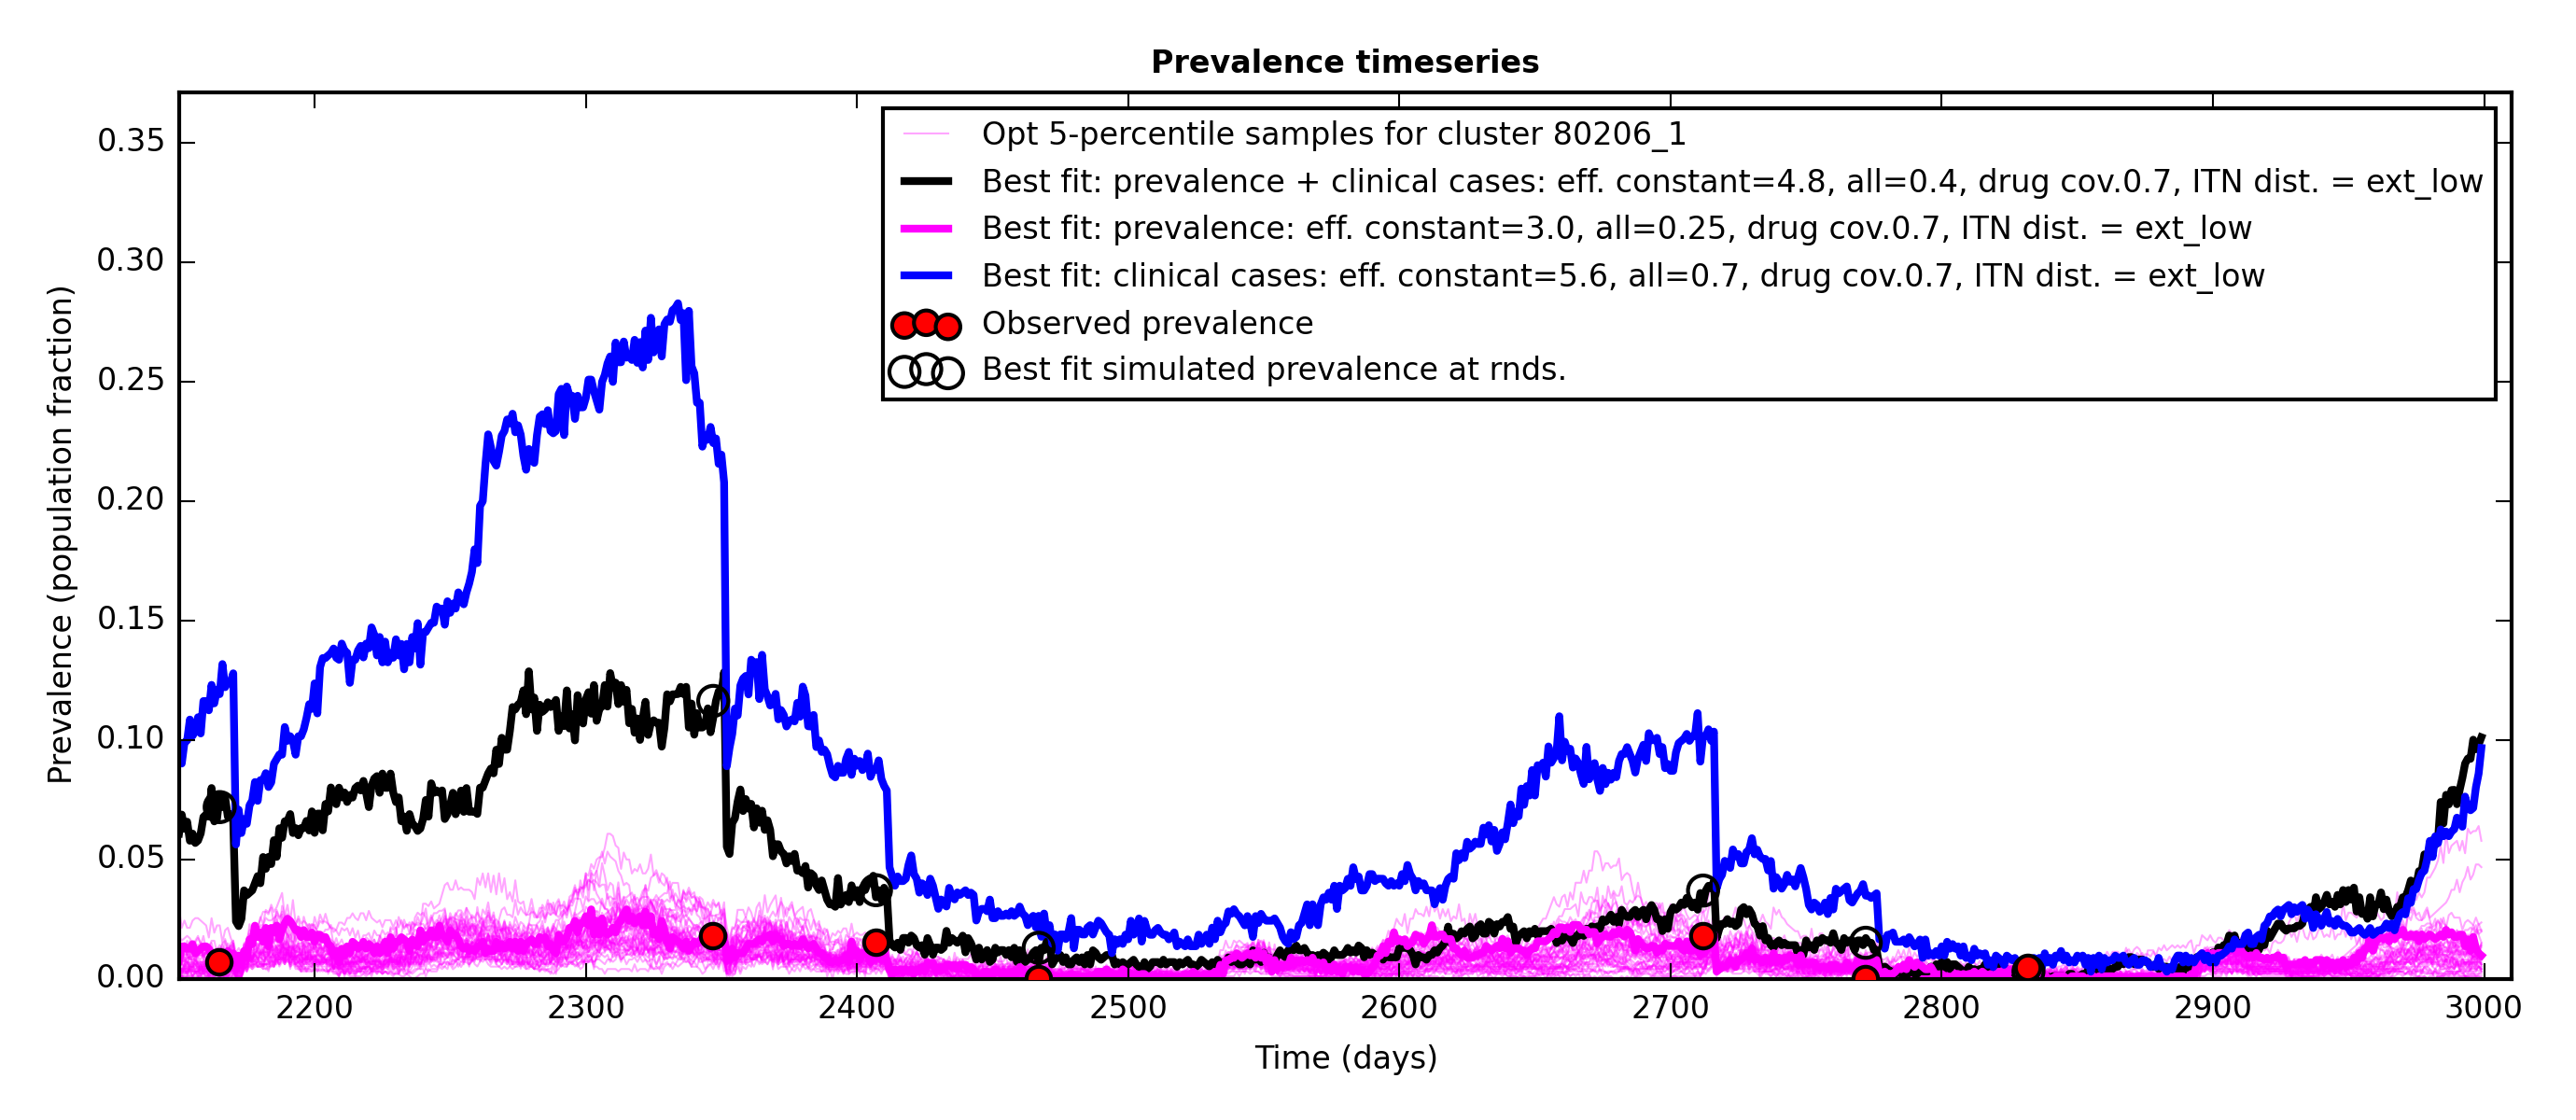 Prevalence timeseries
Opt 5-percentile samples for cluster 80206_1
Best fit: prevalence + clinical cases: eff. constant=4.8, all=0.4, drug cov.0.7, ITN dist. = ext_low
Best fit: prevalence: eff. constant=3.0, all=0.25, drug cov.0.7, ITN dist. = ext_low
Best fit: clinical cases: eff. constant=5.6, all=0.7, drug cov.0.7, ITN dist. = ext_low
Observed prevalence
Best fit simulated prevalence at rnds.
Prevalence (population fraction)
0.35
0.30
0.25
0.20
0.15
0.10
0.05
0.00
2200 2300 2400 2500 2600 2700 2800 2900 3000
Time (days)